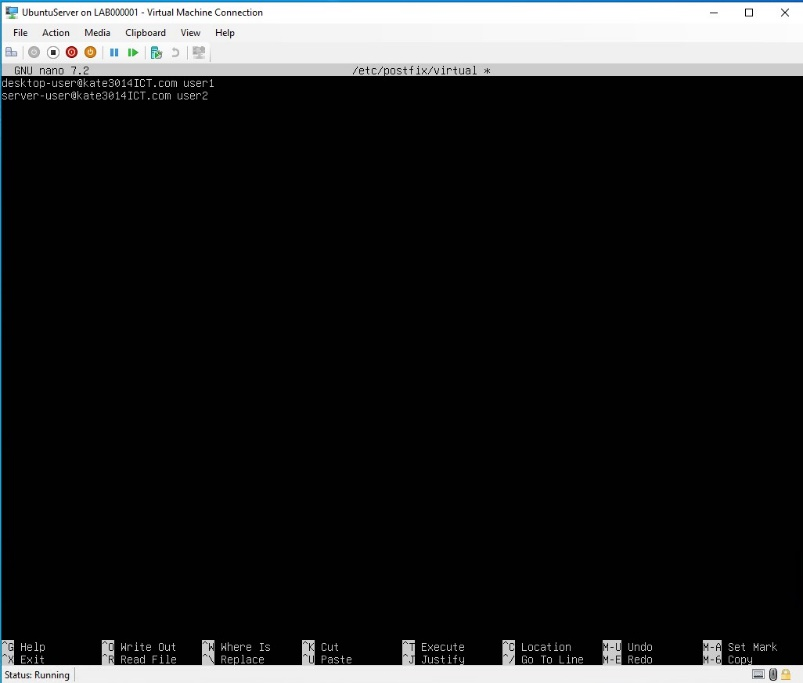 UbuntuServer on LAB000001 - Virtual Machine Connection
File Action Media Clipboard View Help
GNU nano 7.2 /etc/postfix/virtual *
desktop-user@kate3014ICT.com user1
server-user@kate3014ICT.com user2
^G Help ^O Write Out ^W Where Is ^K Cut ^T Execute ^C Location M-U Undo M-A Set Mark
^X Exit ^R Read File ^\ Replace ^U Paste ^J Justify ^/ Go To Line M-E Redo M-6 Copy
Status: Running